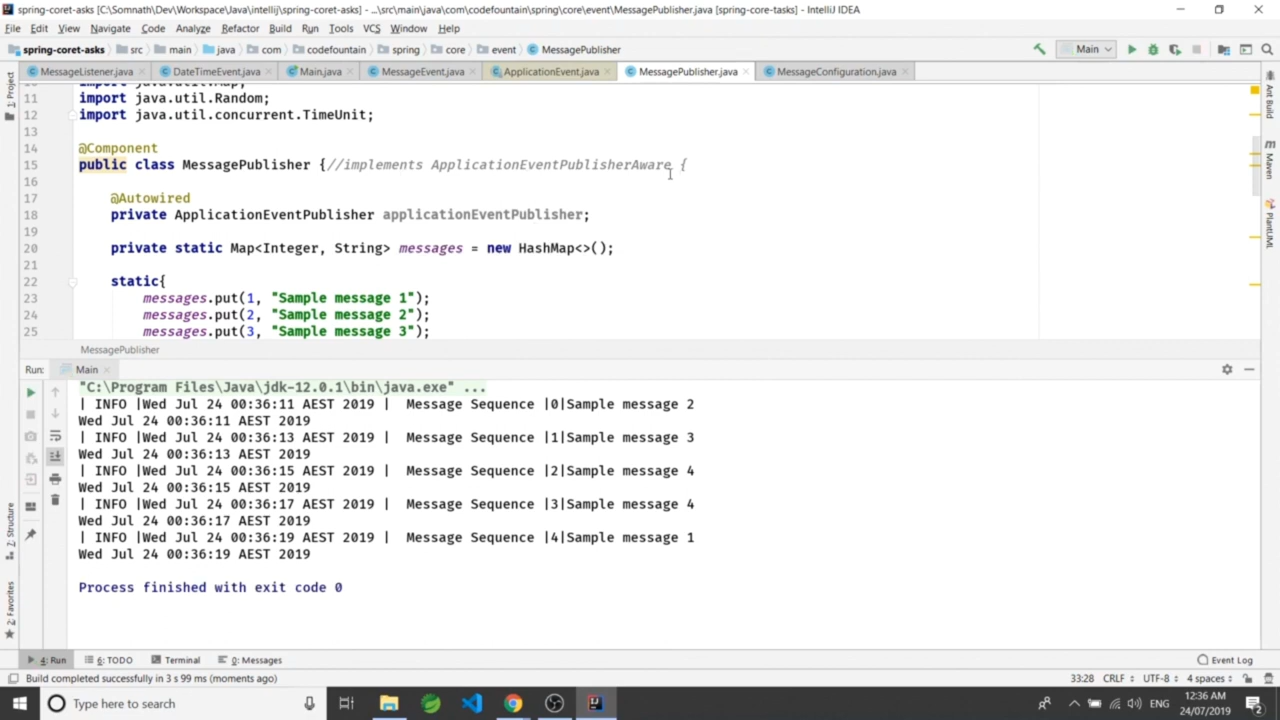 spring-coret-asks [C:\Somnath\Dev\Workspace\Java\intellij\spring-coret-asks] - ...\src\main\java\com\codefountain\spring\core\event\MessagePublisher.java [spring-core-tasks] - IntelliJ IDEA
File Edit View Navigate Code Analyze Refactor Build Run Tools VCS Window Help
spring-coret-asks src main java com codefountain spring core event MessagePublisher Main
MessageListener.java DateTimeEvent.java Main.java MessageEvent.java ApplicationEvent.java MessagePublisher.java MessageConfiguration.java
1: Project
Ant Build
Maven
PlantUML
11 import java.util.Random;
12 import java.util.concurrent.TimeUnit;
13
14 @Component
15 public class MessagePublisher {//implements ApplicationEventPublisherAware {
16
17 @Autowired
18 private ApplicationEventPublisher applicationEventPublisher;
19
20 private static Map<Integer, String> messages = new HashMap<>();
21
22 static{
23 messages.put(1, "Sample message 1");
24 messages.put(2, "Sample message 2");
25 messages.put(3, "Sample message 3");
MessagePublisher
Run: Main
"C:\Program Files\Java\jdk-12.0.1\bin\java.exe" ...
| INFO |Wed Jul 24 00:36:11 AEST 2019 | Message Sequence |0|Sample message 2
Wed Jul 24 00:36:11 AEST 2019
| INFO |Wed Jul 24 00:36:13 AEST 2019 | Message Sequence |1|Sample message 3
Wed Jul 24 00:36:13 AEST 2019
| INFO |Wed Jul 24 00:36:15 AEST 2019 | Message Sequence |2|Sample message 4
Wed Jul 24 00:36:15 AEST 2019
| INFO |Wed Jul 24 00:36:17 AEST 2019 | Message Sequence |3|Sample message 4
Wed Jul 24 00:36:17 AEST 2019
| INFO |Wed Jul 24 00:36:19 AEST 2019 | Message Sequence |4|Sample message 1
Wed Jul 24 00:36:19 AEST 2019
Process finished with exit code 0
Z: Structure
2: Favorites
4: Run 6: TODO Terminal 0: Messages Event Log
Build completed successfully in 3 s 99 ms (moments ago) 33:28 CRLF UTF-8 4 spaces
Type here to search ENG 12:36 AM
24/07/2019 2